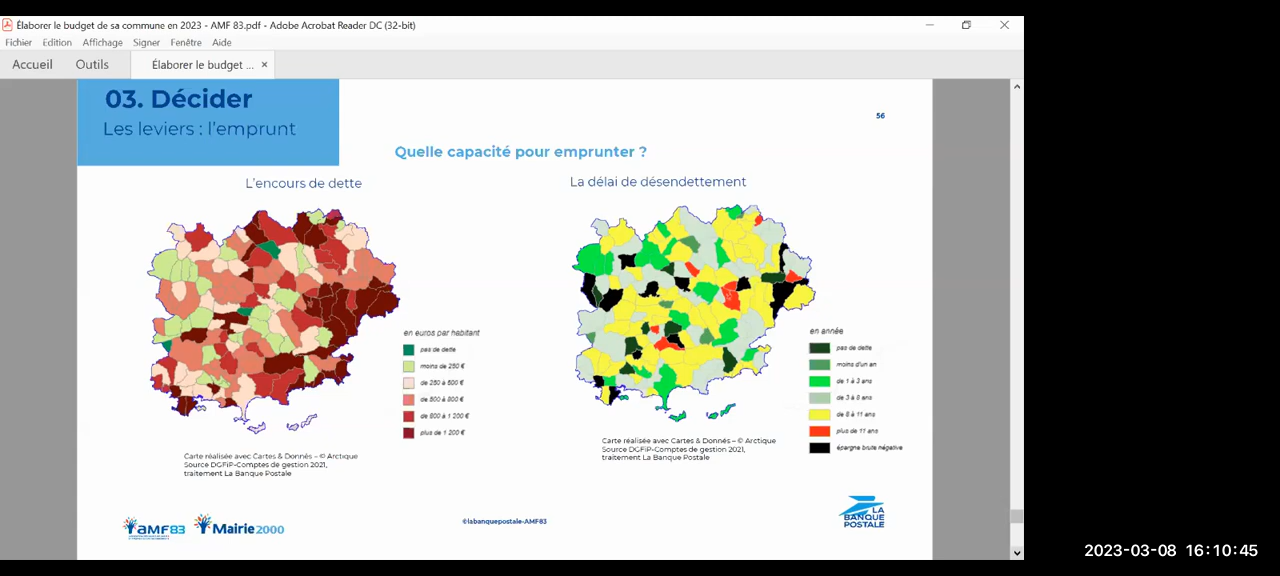 Élaborer le budget de sa commune en 2023 - AMF 83.pdf - Adobe Acrobat Reader DC (32-bit)
Fichier Edition Affichage Signer Fenêtre Aide
Accueil Outils Élaborer le budget ... ×
03. Décider
Les leviers : l'emprunt
56
Quelle capacité pour emprunter ?
L'encours de dette
La délai de désendettement
en euros par habitant
pas de dette
moins de 250 €
de 250 à 500 €
de 500 à 800 €
de 800 à 1 200 €
plus de 1 200 €
en année
pas de dette
moins d'un an
de 1 à 3 ans
de 3 à 8 ans
de 8 à 11 ans
plus de 11 ans
épargne brute négative
Carte réalisée avec Cartes & Donnés – © Arctique
Source DGFiP-Comptes de gestion 2021,
traitement La Banque Postale
Carte réalisée avec Cartes & Donnés – © Arctique
Source DGFiP-Comptes de gestion 2021,
traitement La Banque Postale
AMF83
Mairie2000
©labanquepostale-AMF83
LA
BANQUE
POSTALE
2023-03-08 16:10:45